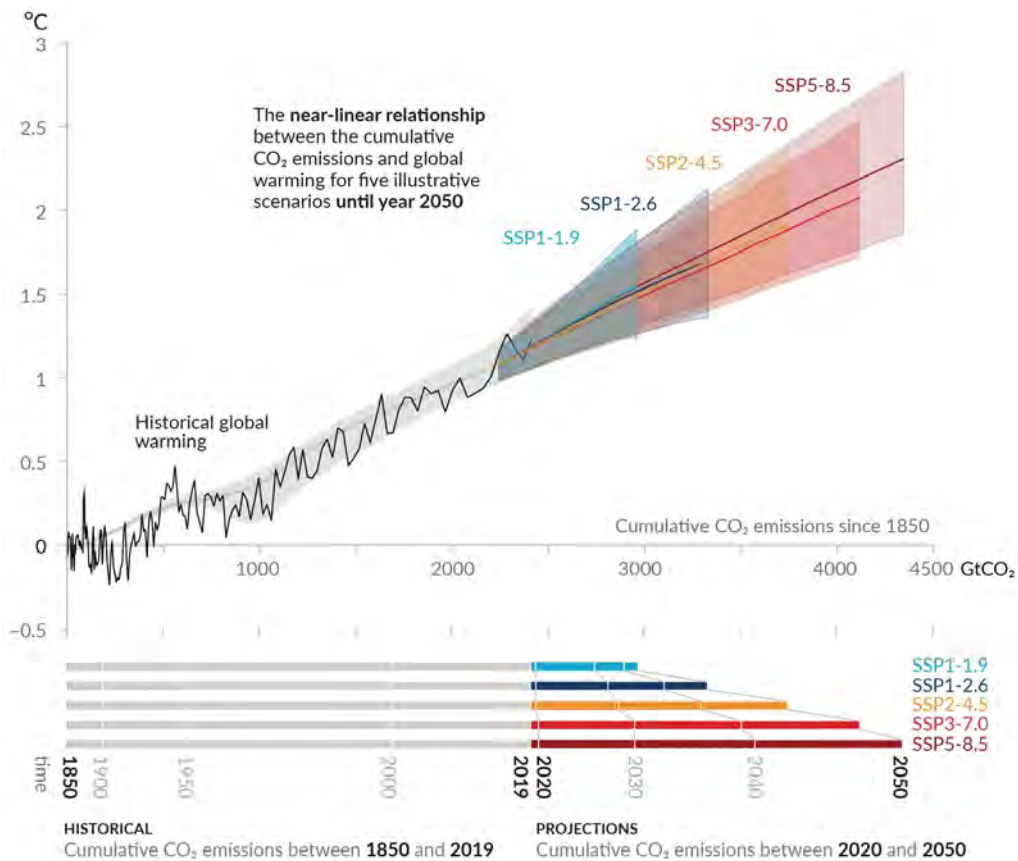 °C
3
SSP5-8.5
The near-linear relationship
between the cumulative
CO₂ emissions and global
warming for five illustrative
scenarios until year 2050
SSP3-7.0
2.5
SSP2-4.5
SSP1-2.6
2
SSP1-1.9
1.5
1
Historical global
warming
0.5
Cumulative CO₂ emissions since 1850
0
1000
2000
3000
4000
4500 GtCO₂
−0.5
SSP1-1.9
SSP1-2.6
SSP2-4.5
SSP3-7.0
SSP5-8.5
time
1850
1900
1950
2000
2019
2020
2030
2040
2050
HISTORICAL
Cumulative CO₂ emissions between 1850 and 2019
PROJECTIONS
Cumulative CO₂ emissions between 2020 and 2050